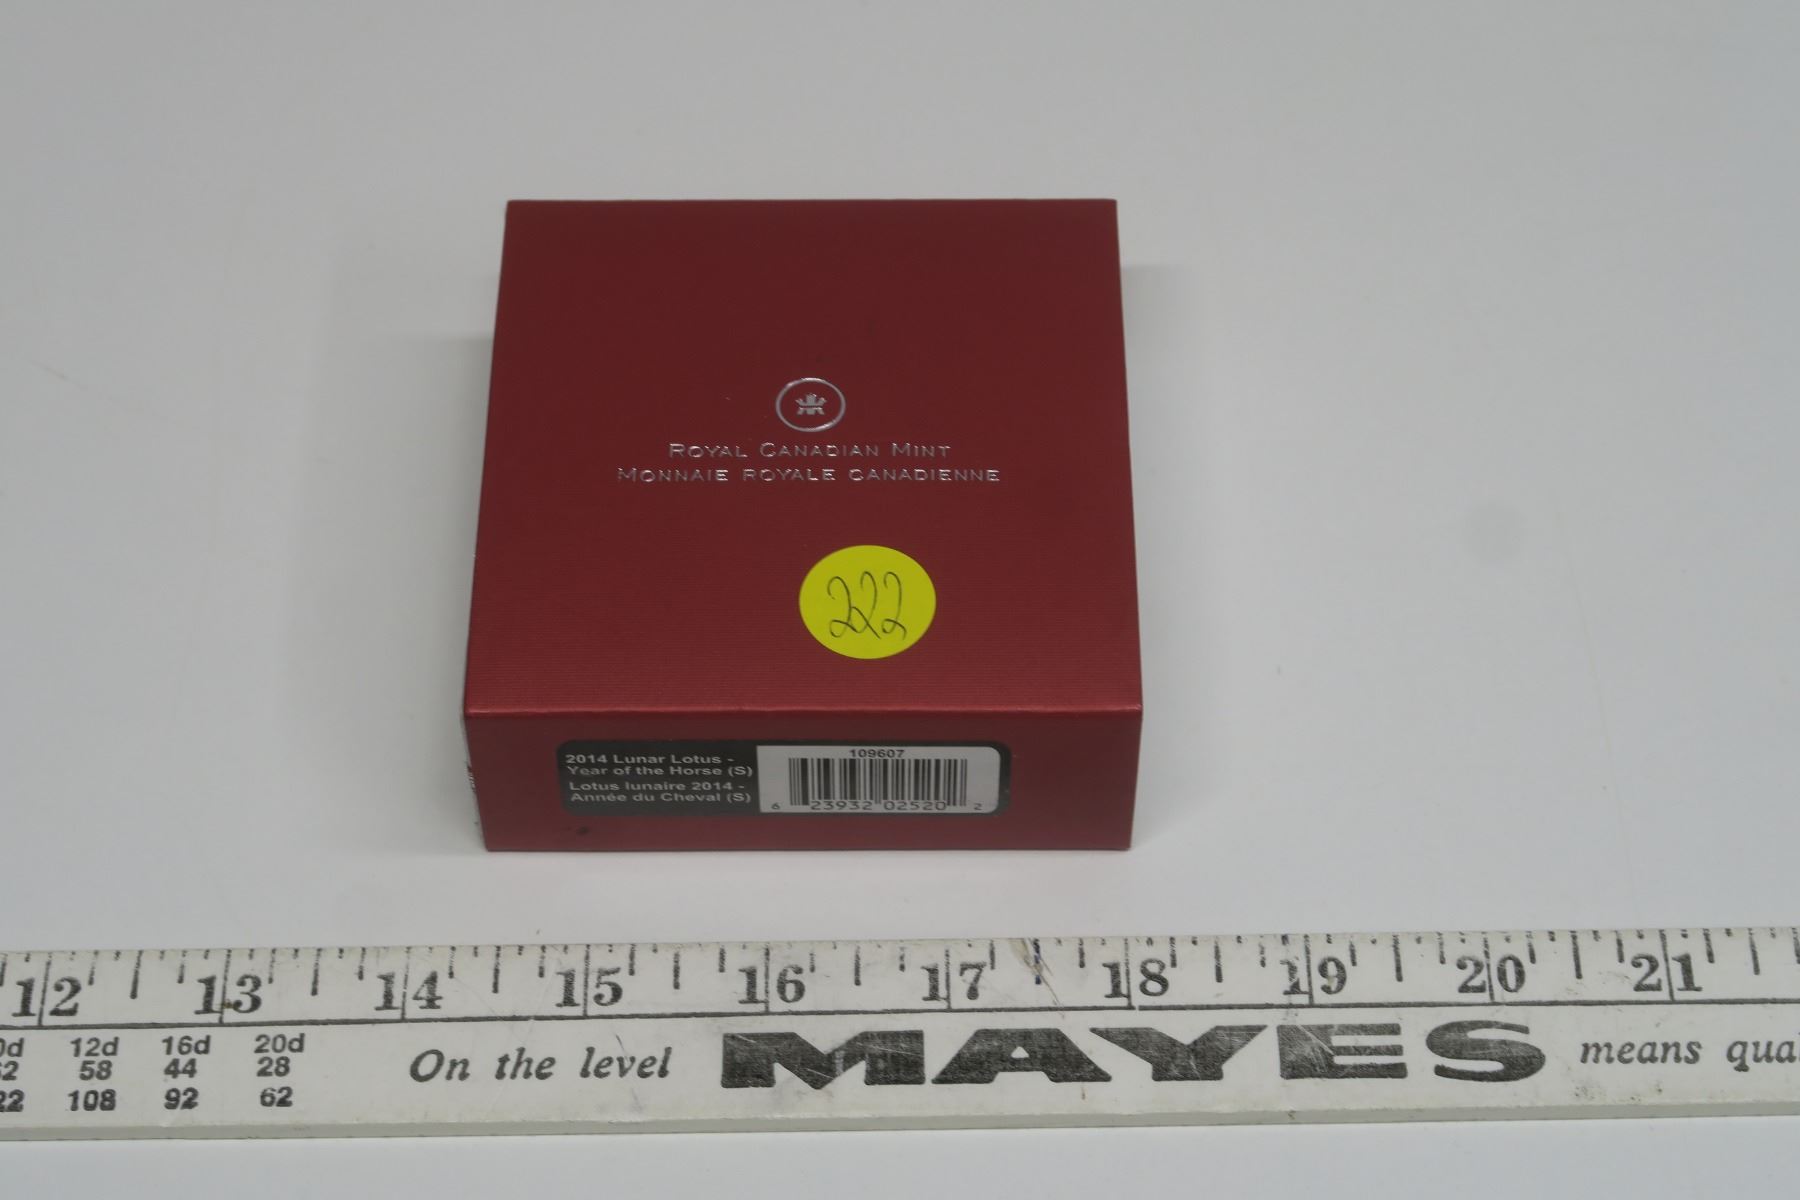 ROYAL CANADIAN MINT
MONNAIE ROYALE CANADIENNE
222
2014 Lunar Lotus -
Year of the Horse (S)
Lotus lunaire 2014 -
Année du Cheval (S)
109607
6 23932 02520 2
12 13 14 15 16 17 18 19 20 21
12d 16d 20d
58 44 28
108 92 62
On the level MAYES means qua